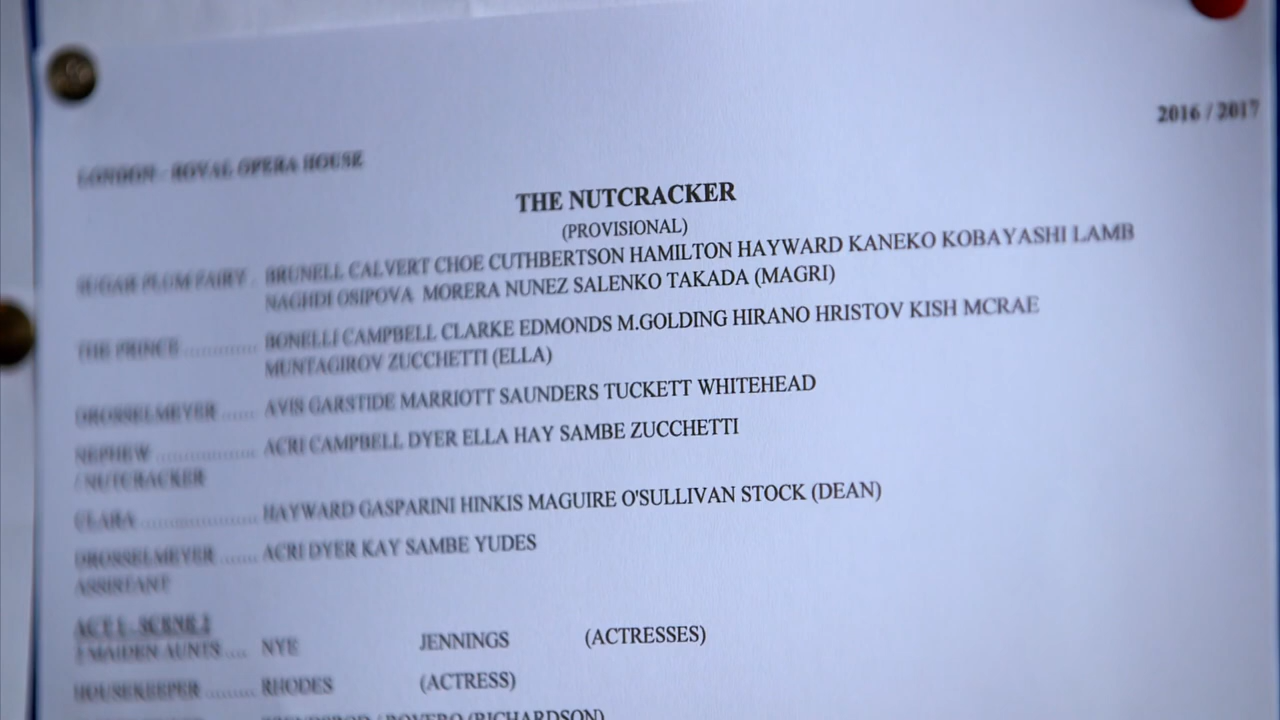 2016 / 2017
LONDON - ROYAL OPERA HOUSE
THE NUTCRACKER
(PROVISIONAL)
SUGAR PLUM FAIRY . BRUNELL CALVERT CHOE CUTHBERTSON HAMILTON HAYWARD KANEKO KOBAYASHI LAMB
NAGHDI OSIPOVA MORERA NUNEZ SALENKO TAKADA (MAGRI)
THE PRINCE ............. BONELLI CAMPBELL CLARKE EDMONDS M.GOLDING HIRANO HRISTOV KISH MCRAE
MUNTAGIROV ZUCCHETTI (ELLA)
DROSSELMEYER ...... AVIS GARSTIDE MARRIOTT SAUNDERS TUCKETT WHITEHEAD
NEPHEW .................. ACRI CAMPBELL DYER ELLA HAY SAMBE ZUCCHETTI
/ NUTCRACKER
CLARA ..................... HAYWARD GASPARINI HINKIS MAGUIRE O'SULLIVAN STOCK (DEAN)
DROSSELMEYER ....... ACRI DYER KAY SAMBE YUDES
ASSISTANT
ACT 1 - SCENE
MAIDEN AUNTS .... NYE JENNINGS (ACTRESSES)
HOUSEKEEPER ......... RHODES (ACTRESS)
(RICHARDSON)